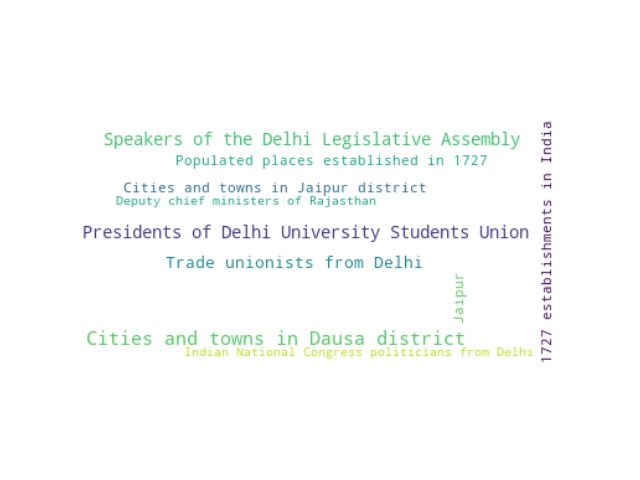 Speakers of the Delhi Legislative Assembly
Populated places established in 1727
Cities and towns in Jaipur district
Deputy chief ministers of Rajasthan
Presidents of Delhi University Students Union
Trade unionists from Delhi
Jaipur
Cities and towns in Dausa district
Indian National Congress politicians from Delhi
1727 establishments in India